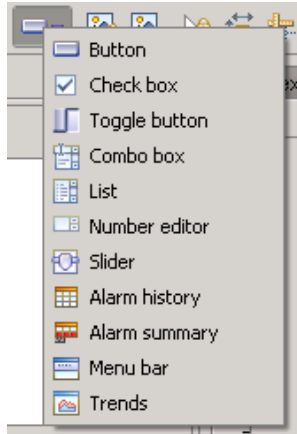 Button
Check box
Toggle button
Combo box
List
Number editor
Slider
Alarm history
Alarm summary
Menu bar
Trends